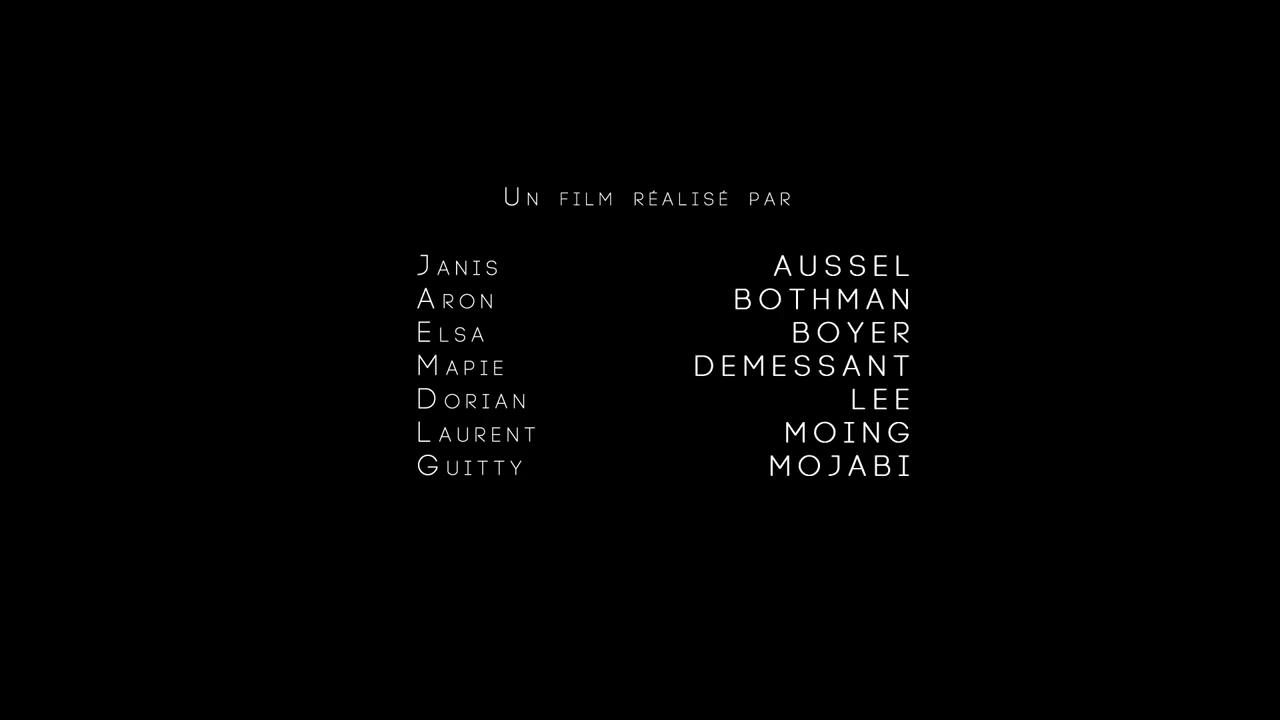 Un film réalisé par
Janis AUSSEL
Aron BOTHMAN
Elsa BOYER
Mapie DEMESSANT
Dorian LEE
Laurent MOING
Guitty MOJABI